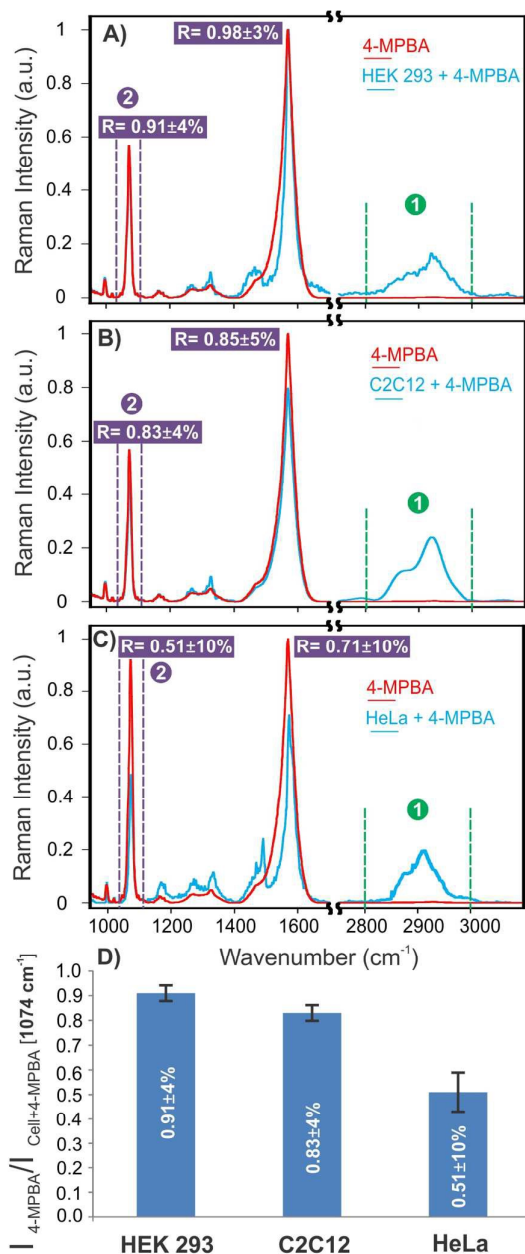 A)
R= 0.98±3%
4-MPBA
HEK 293 + 4-MPBA
2
R= 0.91±4%
1
Raman Intensity (a.u.)
1
0.8
0.6
0.4
0.2
0
B)
R= 0.85±5%
4-MPBA
C2C12 + 4-MPBA
2
R= 0.83±4%
1
Raman Intensity (a.u.)
1
0.8
0.6
0.4
0.2
0
C)
R= 0.51±10%
R= 0.71±10%
2
4-MPBA
HeLa + 4-MPBA
1
Raman Intensity (a.u.)
1
0.8
0.6
0.4
0.2
0
1000 1200 1400 1600 2800 2900 3000
Wavenumber (cm-1)
D)
I 4-MPBA/I Cell+4-MPBA [1074 cm-1]
1.0
0.9
0.8
0.7
0.6
0.5
0.4
0.3
0.2
0.1
0.0
0.91±4%
0.83±4%
0.51±10%
HEK 293 C2C12 HeLa